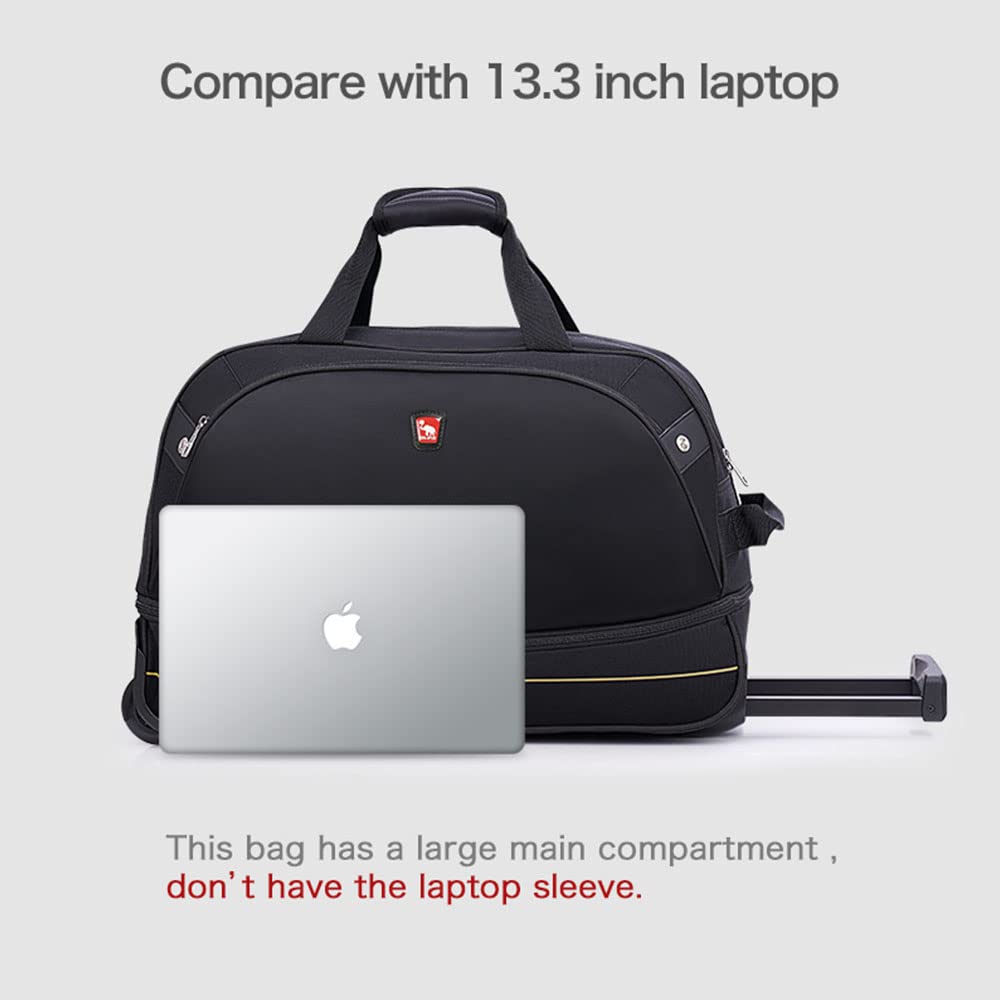 Compare with 13.3 inch laptop
This bag has a large main compartment ,
don't have the laptop sleeve.